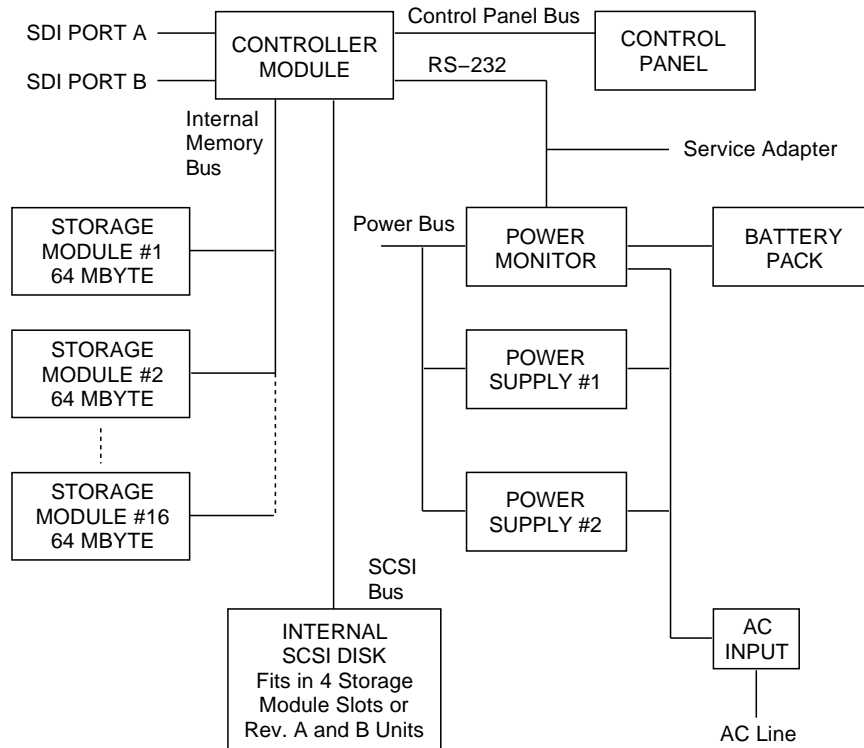 SDI PORT A
SDI PORT B
CONTROLLER
MODULE
Control Panel Bus
RS−232
CONTROL
PANEL
Internal
Memory
Bus
Service Adapter
STORAGE
MODULE #1
64 MBYTE
Power Bus
POWER
MONITOR
BATTERY
PACK
STORAGE
MODULE #2
64 MBYTE
POWER
SUPPLY #1
STORAGE
MODULE #16
64 MBYTE
POWER
SUPPLY #2
SCSI
Bus
INTERNAL
SCSI DISK
Fits in 4 Storage
Module Slots or
Rev. A and B Units
AC
INPUT
AC Line